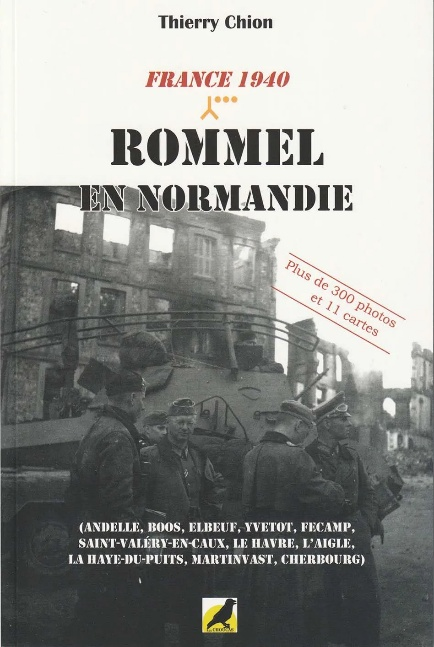 Thierry Chion
FRANCE 1940
ROMMEL
EN NORMANDIE
Plus de 300 photos
et 11 cartes
(ANDELLE, BOOS, ELBEUF, YVETOT, FECAMP,
SAINT-VALÉRY-EN-CAUX, LE HAVRE, L'AIGLE,
LA HAYE-DU-PUITS, MARTINVAST, CHERBOURG)